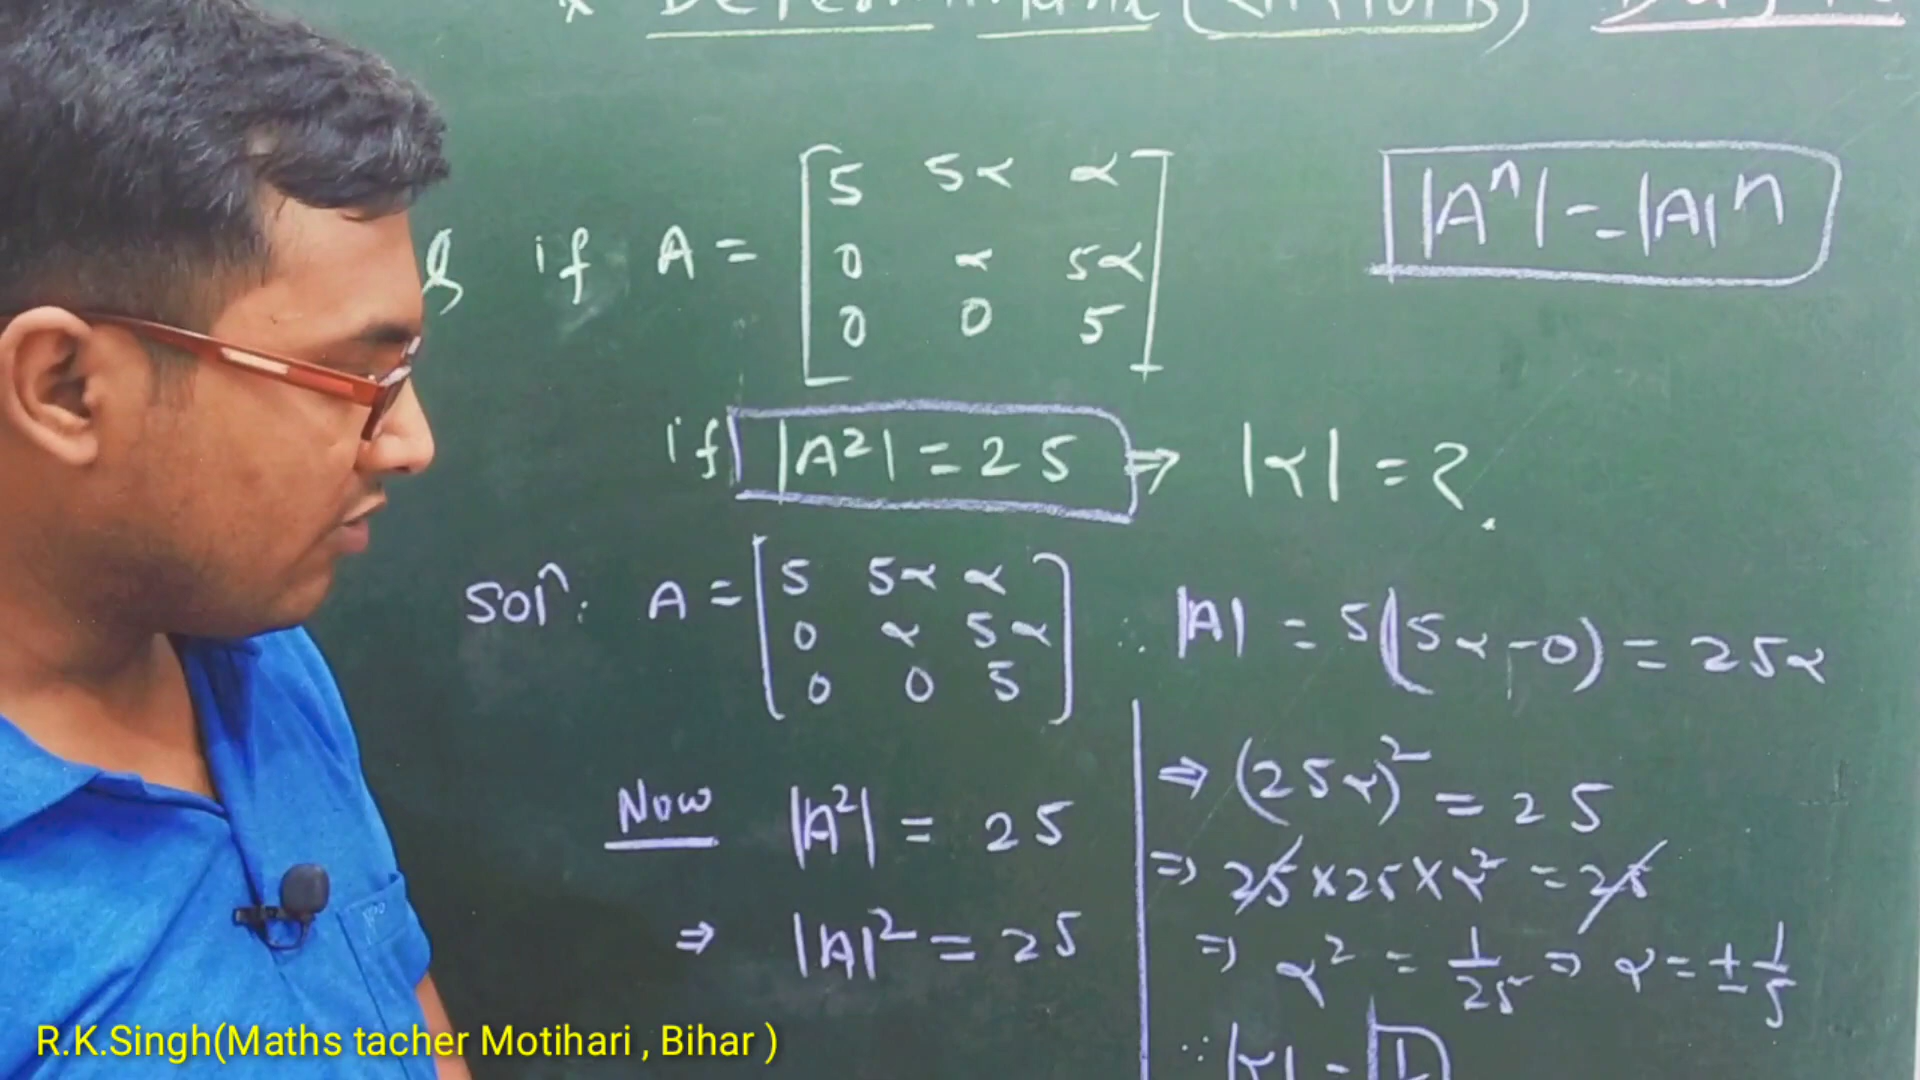 * Determinant
|Aⁿ| = |A|ⁿ
Q if A = [5 5α α
0 α 5α
0 0 5]
if |A²| = 25 ⇒ |α| = ?
Solⁿ: A = [5 5α α
0 α 5α
0 0 5] ∴ |A| = 5(5α-0) = 25α
Now |A²| = 25
⇒ |A|² = 25
⇒ (25α)² = 25
⇒ 25×25×α² = 25
⇒ α² = 1/25 ⇒ α = ± 1/5
∵ |α| =
R.K.Singh(Maths tacher Motihari , Bihar )